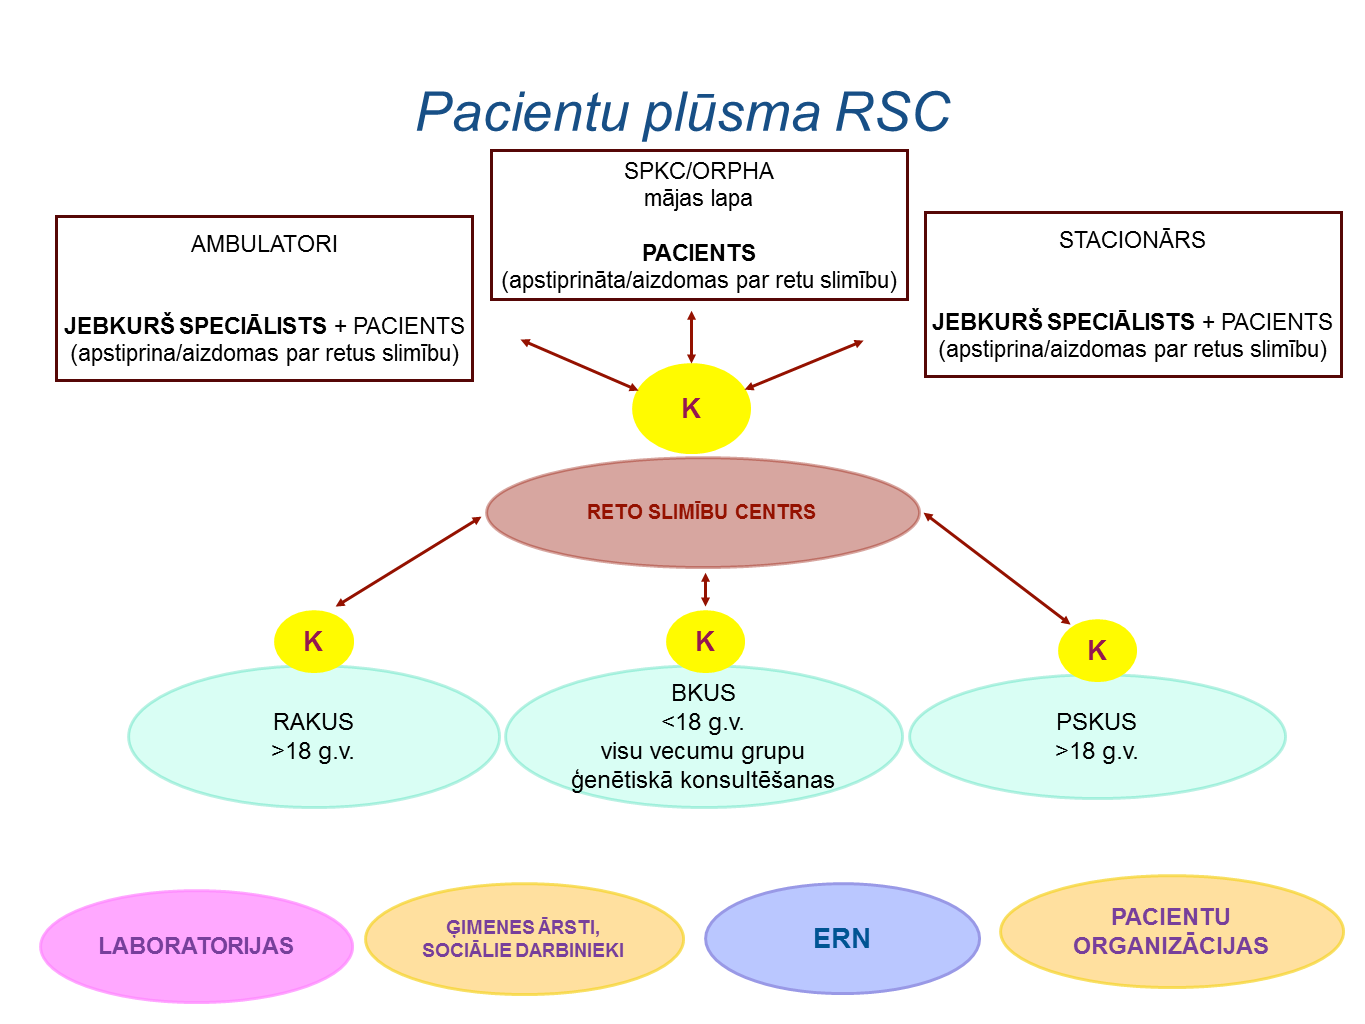 Pacientu plūsma RSC
SPKC/ORPHA
mājas lapa
PACIENTS
(apstiprināta/aizdomas par retu slimību)
AMBULATORI
JEBKURŠ SPECIĀLISTS + PACIENTS
(apstiprina/aizdomas par retus slimību)
STACIONĀRS
JEBKURŠ SPECIĀLISTS + PACIENTS
(apstiprina/aizdomas par retus slimību)
K
RETO SLIMĪBU CENTRS
K
K
K
RAKUS
>18 g.v.
BKUS
<18 g.v.
visu vecumu grupu
ģenētiskā konsultēšanas
PSKUS
>18 g.v.
LABORATORIJAS
ĢIMENES ĀRSTI,
SOCIĀLIE DARBINIEKI
ERN
PACIENTU
ORGANIZĀCIJAS